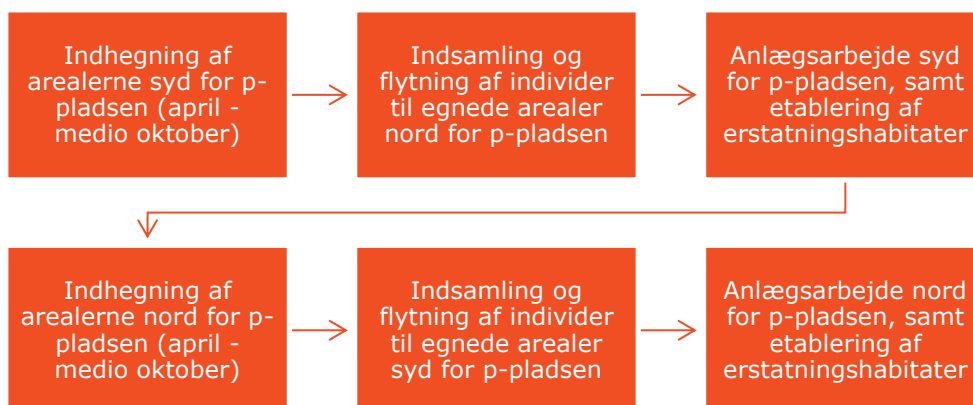 Indhegning af
arealerne syd for p-
pladsen (april -
medio oktober)
Indsamling og
flytning af individer
til egnede arealer
nord for p-pladsen
Anlægsarbejde syd
for p-pladsen, samt
etablering af
erstatningshabitater
Indhegning af
arealerne nord for p-
pladsen (april -
medio oktober)
Indsamling og
flytning af individer
til egnede arealer
syd for p-pladsen
Anlægsarbejde nord
for p-pladsen, samt
etablering af
erstatningshabitater